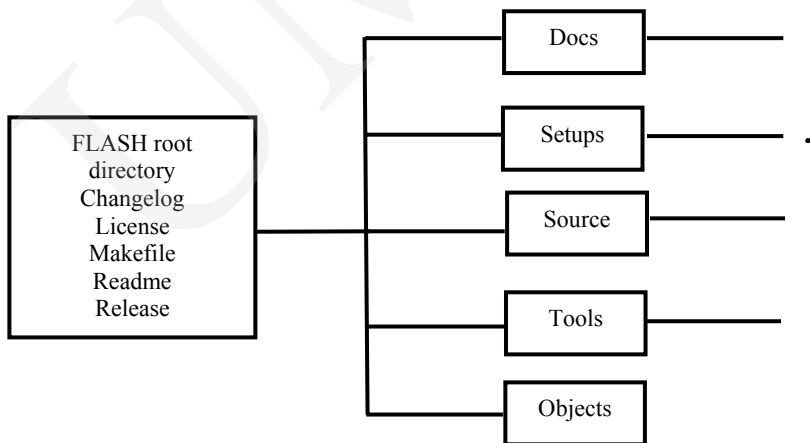 FLASH root
directory
Changelog
License
Makefile
Readme
Release
Docs
Setups
Source
Tools
Objects